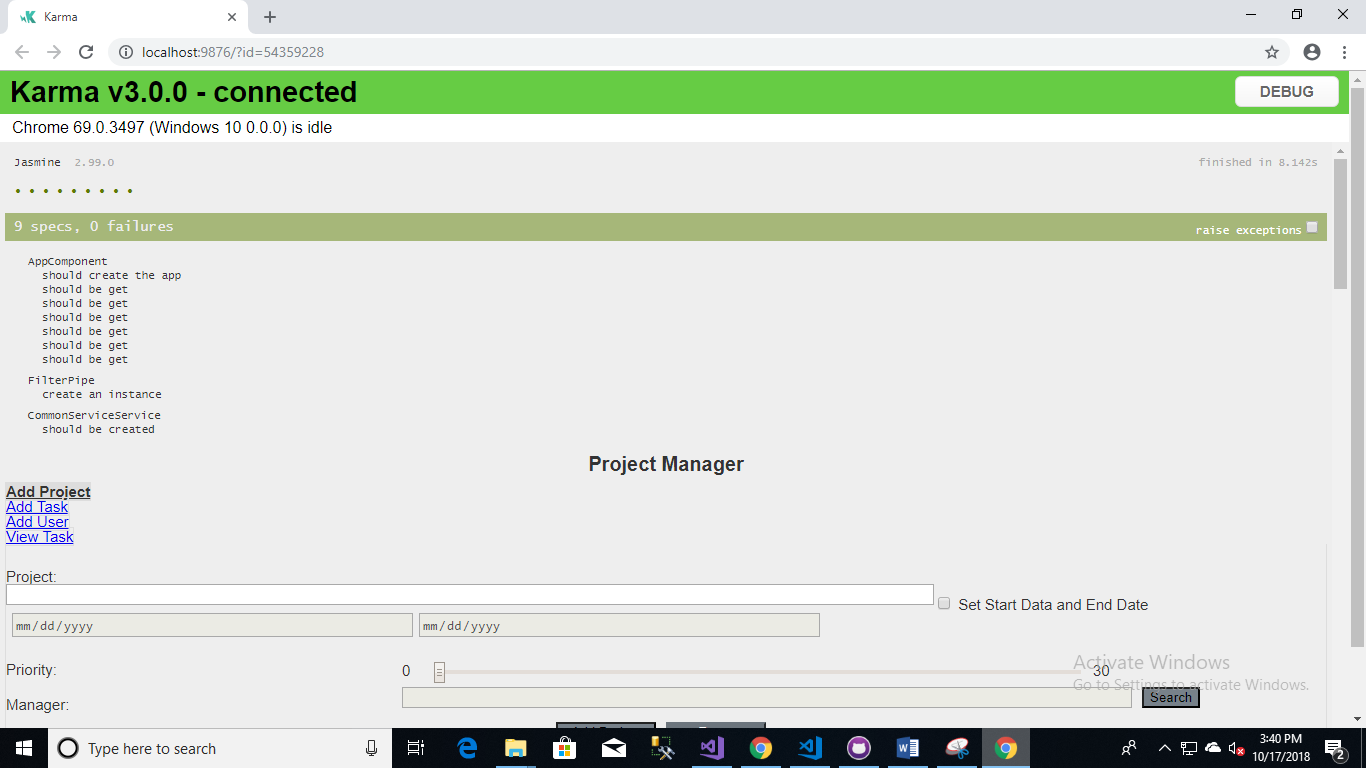 Karma
localhost:9876/?id=54359228
Karma v3.0.0 - connected
DEBUG
Chrome 69.0.3497 (Windows 10 0.0.0) is idle
Jasmine 2.99.0
finished in 8.142s
9 specs, 0 failures
raise exceptions
AppComponent
should create the app
should be get
should be get
should be get
should be get
should be get
should be get
FilterPipe
create an instance
CommonServiceService
should be created
Project Manager
Add Project
Add Task
Add User
View Task
Project:
Set Start Data and End Date
mm/dd/yyyy
mm/dd/yyyy
Priority:
0
30
Manager:
Search
Activate Windows
Go to Settings to activate Windows.
Type here to search
3:40 PM
10/17/2018
2